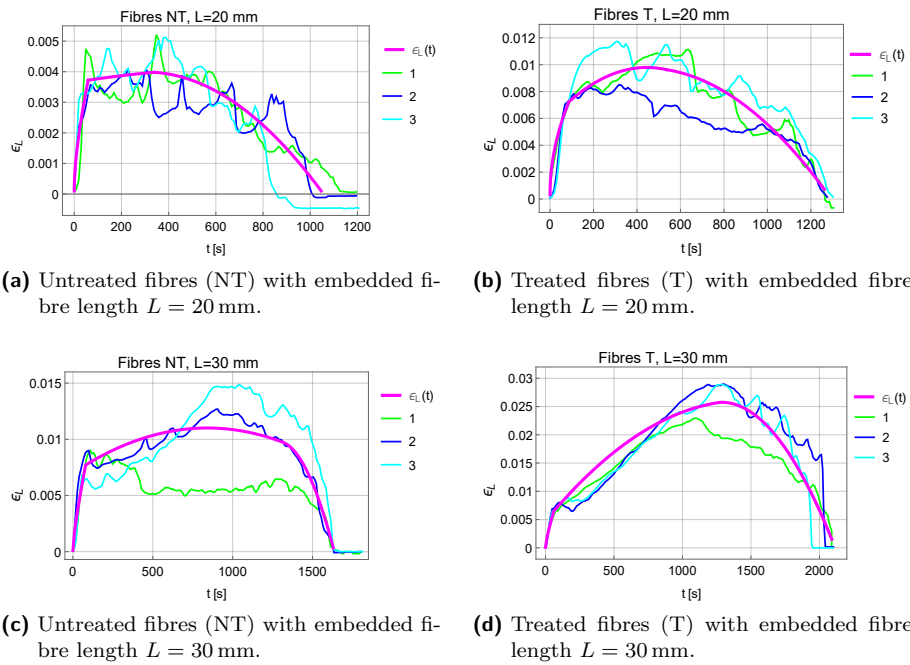 Fibres NT, L=20 mm
0.005
0.004
0.003
0.002
0.001
0
ϵL
0 200 400 600 800 1000 1200
t [s]
ϵL(t)
1
2
3
(a) Untreated fibres (NT) with embedded fi-
bre length L = 20 mm.
Fibres T, L=20 mm
0.012
0.010
0.008
0.006
0.004
0.002
0
ϵL
0 200 400 600 800 1000 1200
t [s]
ϵL(t)
1
2
3
(b) Treated fibres (T) with embedded fibre
length L = 20 mm.
Fibres NT, L=30 mm
0.015
0.010
0.005
0
ϵL
0 500 1000 1500
t [s]
ϵL(t)
1
2
3
(c) Untreated fibres (NT) with embedded fi-
bre length L = 30 mm.
Fibres T, L=30 mm
0.03
0.025
0.02
0.015
0.01
0.005
0
ϵL
0 500 1000 1500 2000
t [s]
ϵL(t)
1
2
3
(d) Treated fibres (T) with embedded fibre
length L = 30 mm.